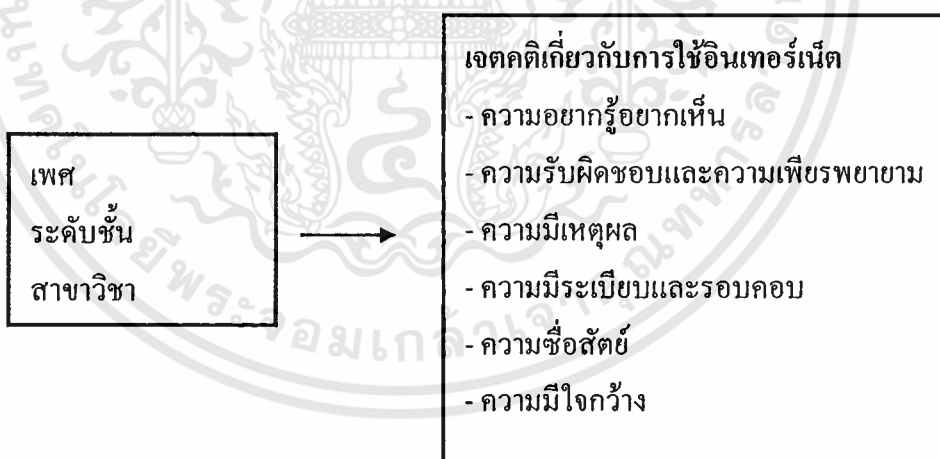 เพศ
ระดับชั้น
สาขาวิชา
เจตคติเกี่ยวกับการใช้อินเทอร์เน็ต
- ความอยากรู้อยากเห็น
- ความรับผิดชอบและความเพียรพยายาม
- ความมีเหตุผล
- ความมีระเบียบและรอบคอบ
- ความซื่อสัตย์
- ความมีใจกว้าง